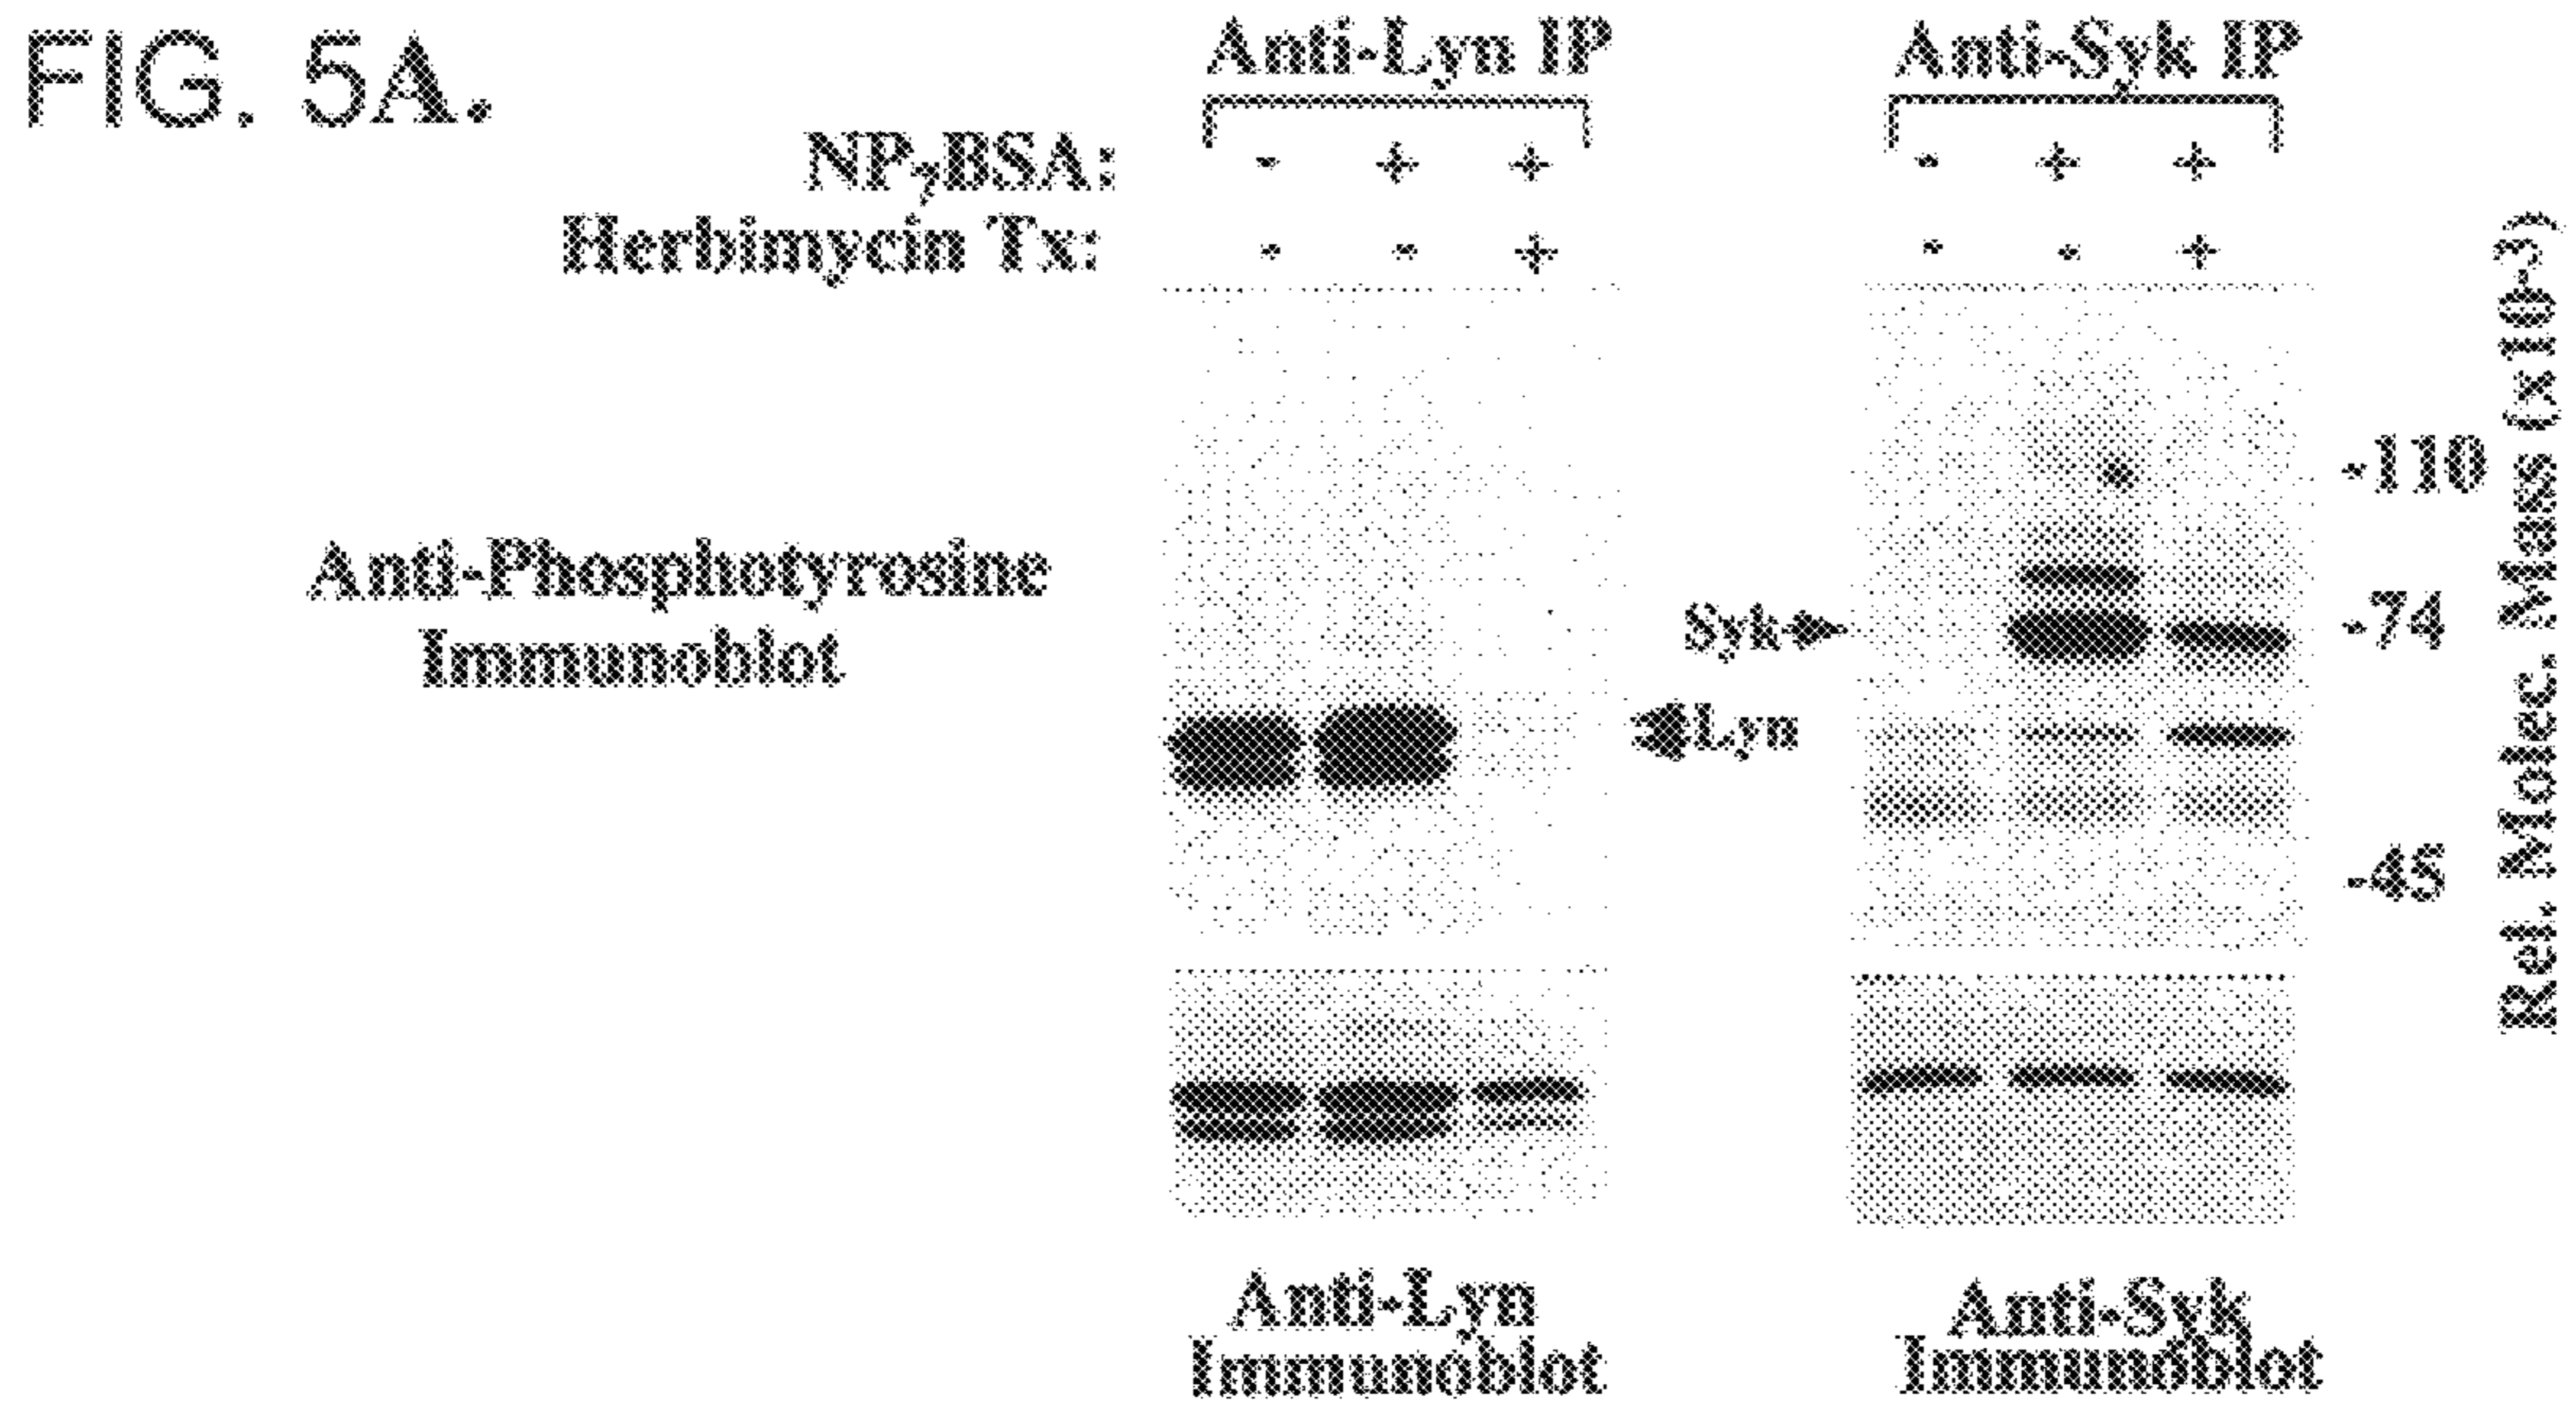 FIG. 5A.
Anti-Lyn IP
Anti-Syk IP
NP7BSA: - + + - + +
Herbimycin Tx: - - + - - +
Anti-Phosphotyrosine
Immunoblot
Syk
Lyn
-110
-74
-45
Rel. Molec. Mass (x10-3)
Anti-Lyn
Immunoblot
Anti-Syk
Immunoblot